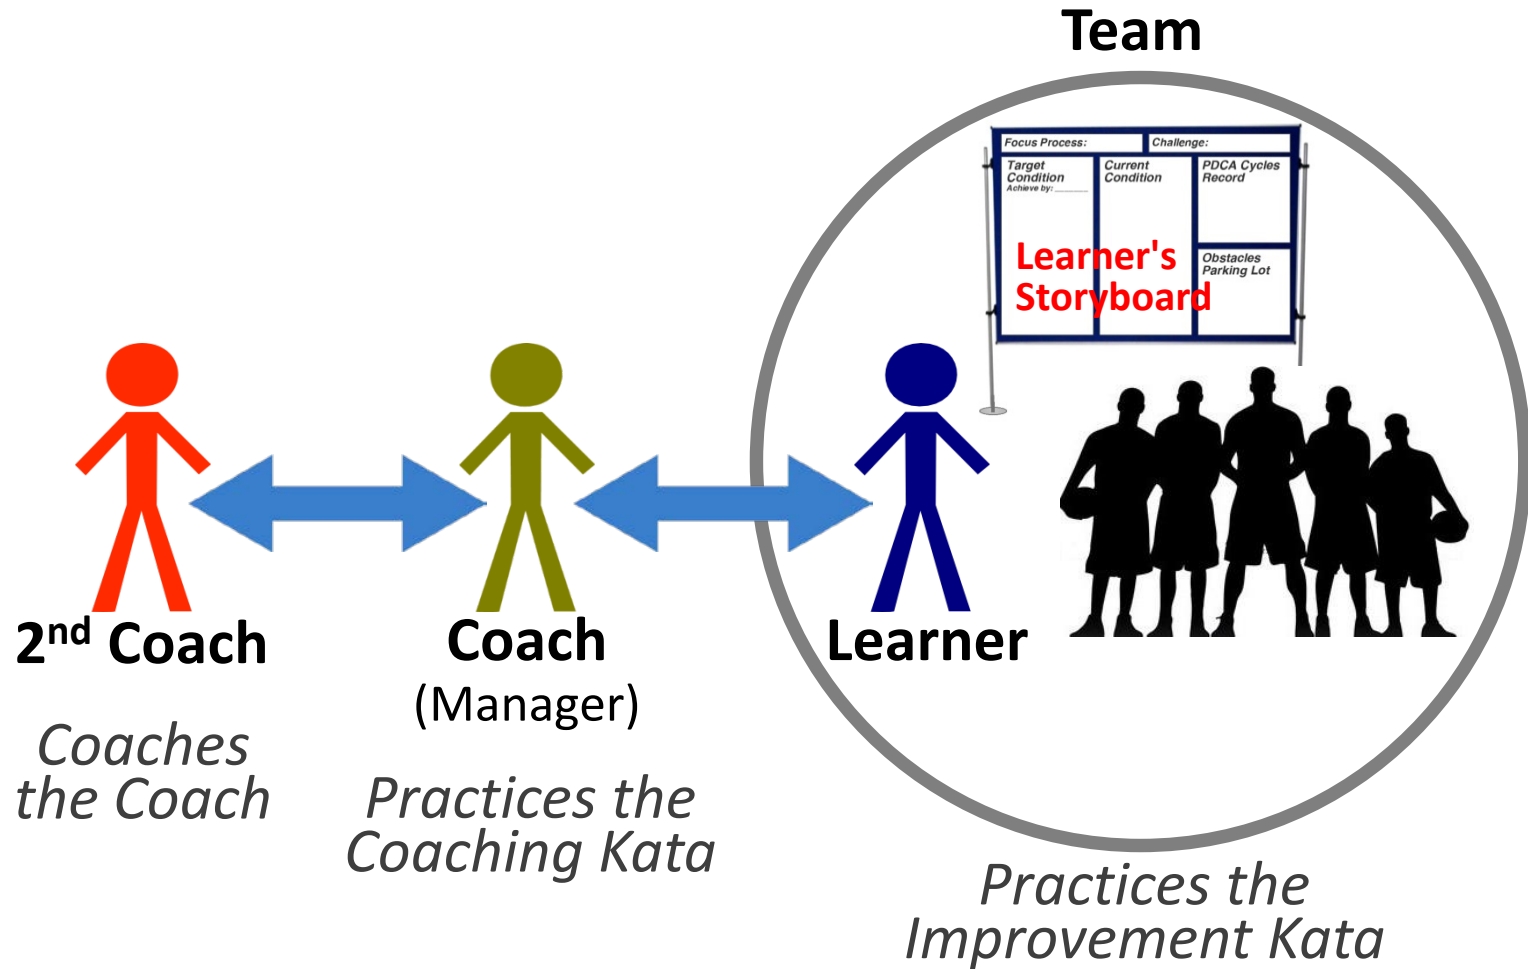 Team
Focus Process:
Challenge:
Target
Condition
Achieve by: _______
Current
Condition
PDCA Cycles
Record
Obstacles
Parking Lot
Learner's
Storyboard
2nd Coach
Coaches
the Coach
Coach
(Manager)
Practices the
Coaching Kata
Learner
Practices the
Improvement Kata